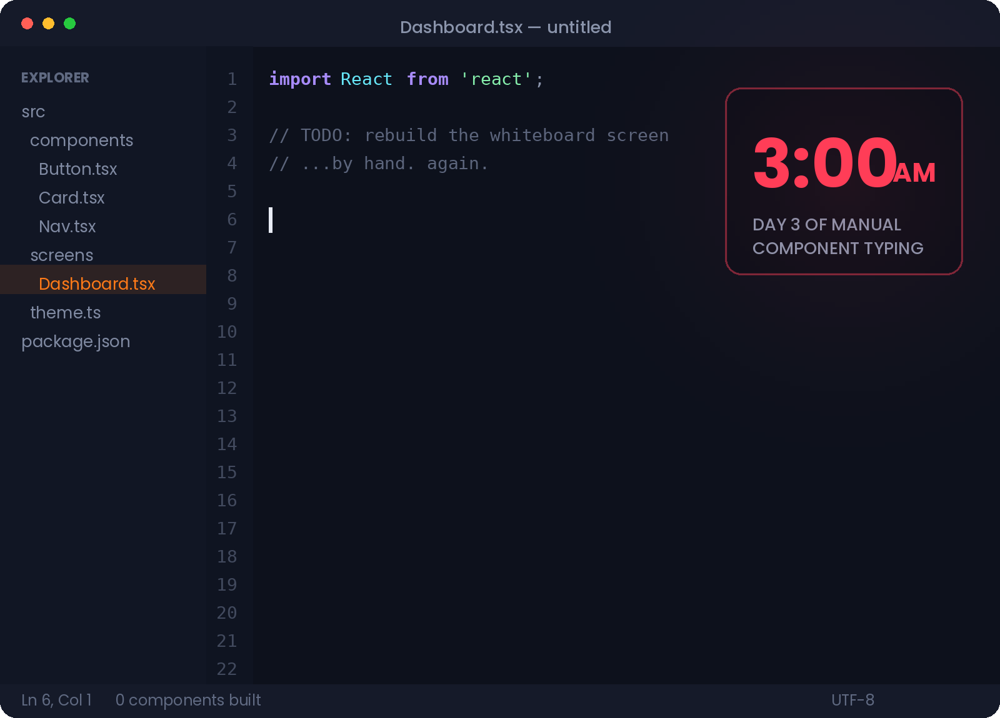 Dashboard.tsx — untitled
EXPLORER
src
components
Button.tsx
Card.tsx
Nav.tsx
screens
Dashboard.tsx
theme.ts
package.json
1 import React from 'react';
2
3 // TODO: rebuild the whiteboard screen
4 // ...by hand. again.
5
6
7
8
9
10
11
12
13
14
15
16
17
18
19
20
21
22
3:00AM
DAY 3 OF MANUAL
COMPONENT TYPING
Ln 6, Col 1 0 components built UTF-8